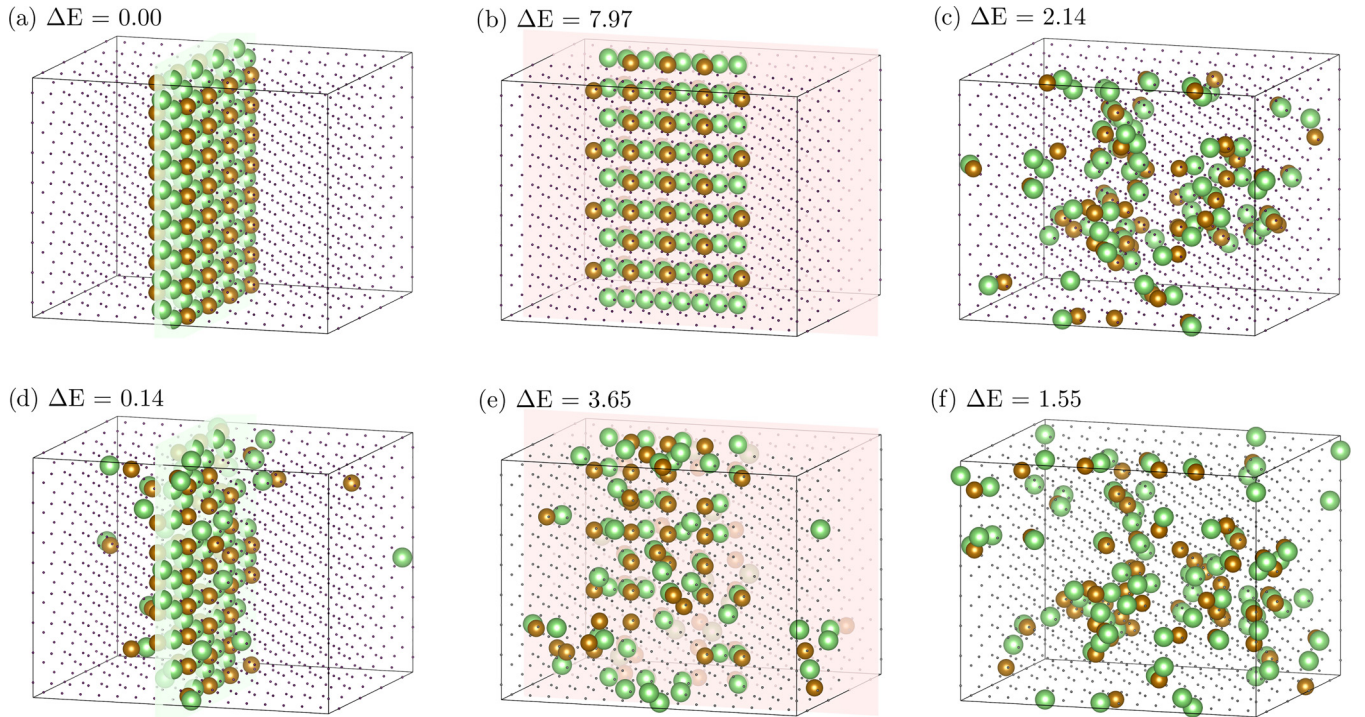 (a) ΔE = 0.00
(b) ΔE = 7.97
(c) ΔE = 2.14
(d) ΔE = 0.14
(e) ΔE = 3.65
(f) ΔE = 1.55